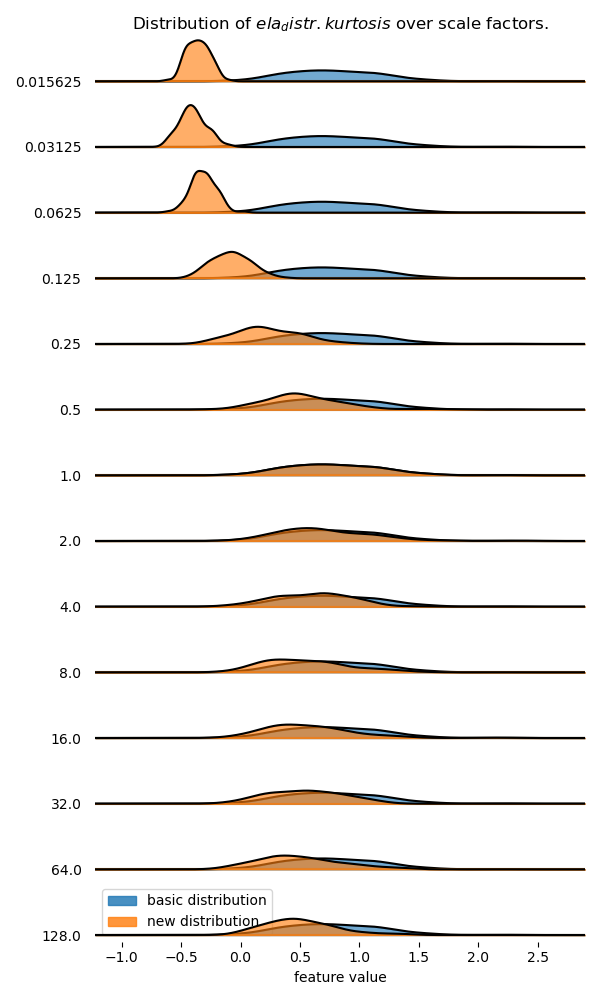 Distribution of ela_distr.kurtosis over scale factors.
0.015625
0.03125
0.0625
0.125
0.25
0.5
1.0
2.0
4.0
8.0
16.0
32.0
64.0
basic distribution
new distribution
128.0
−1.0 −0.5 0.0 0.5 1.0 1.5 2.0 2.5
feature value